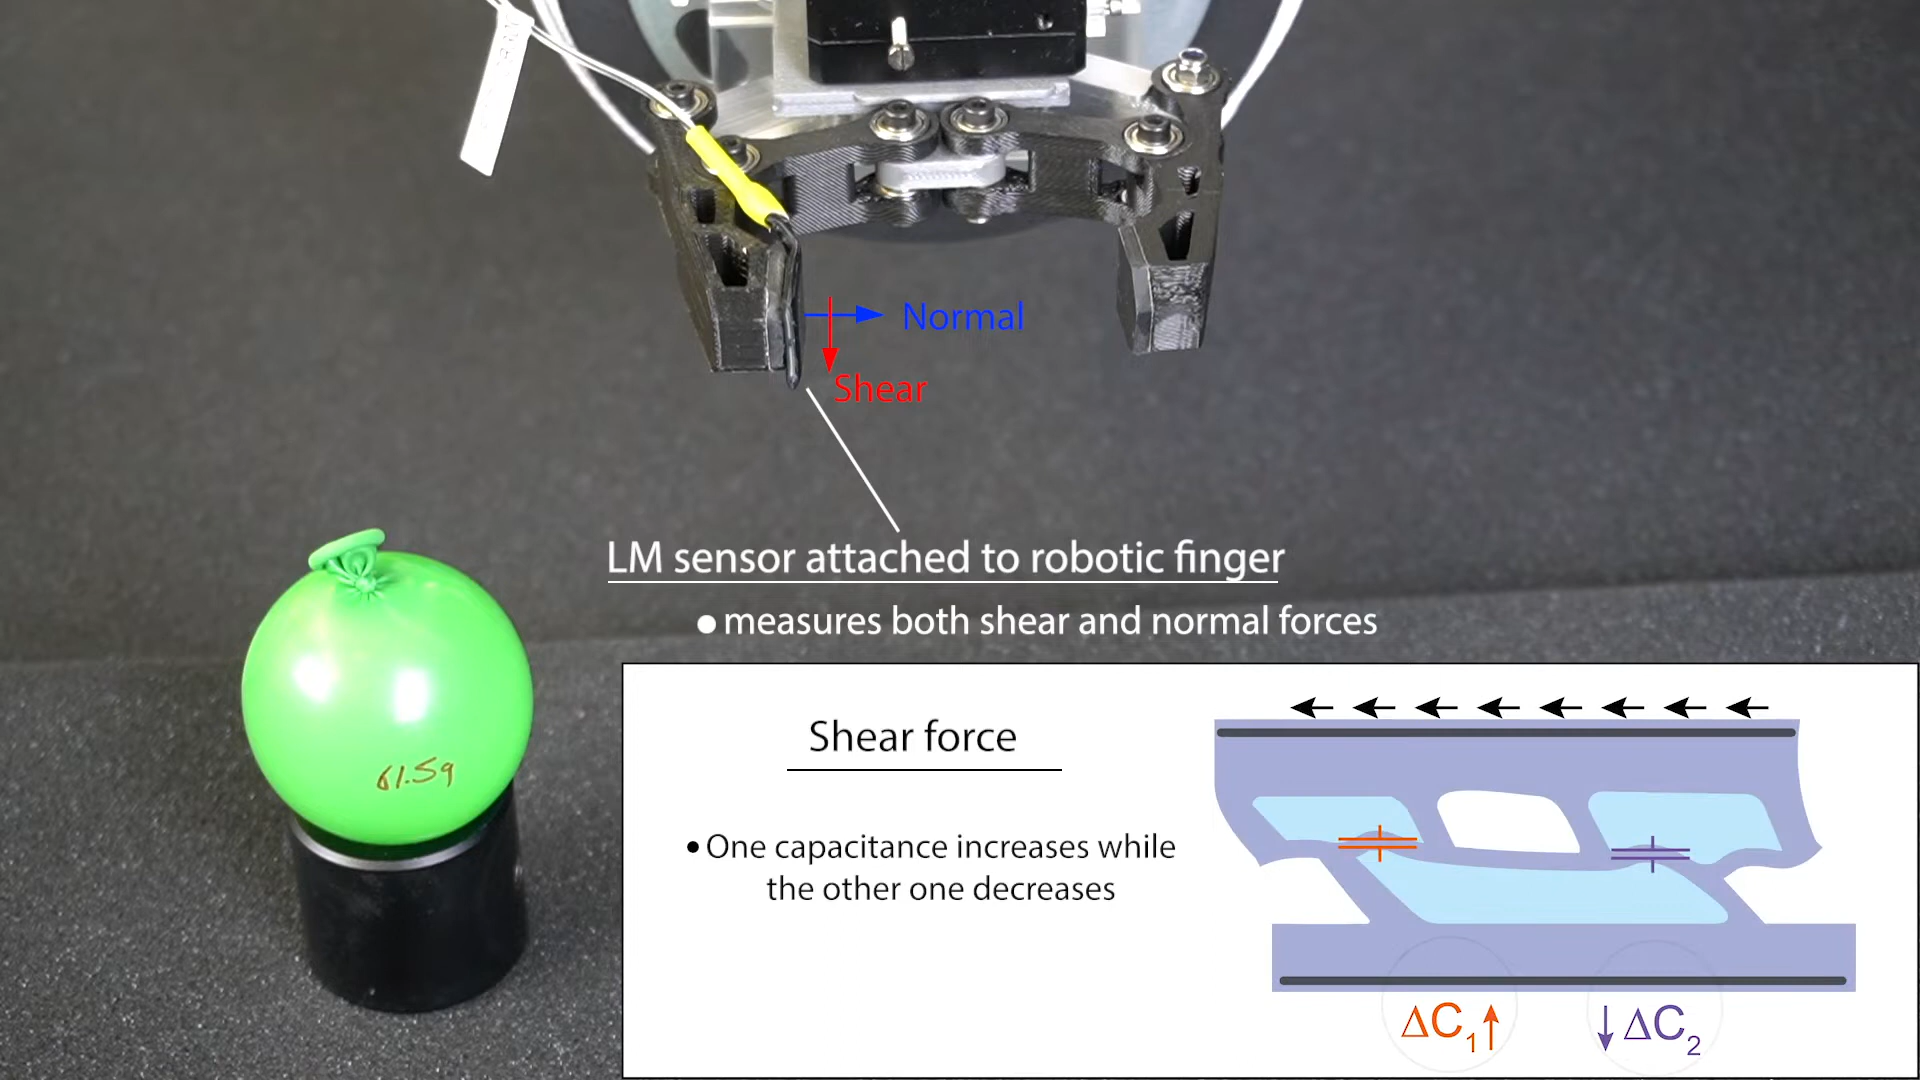 Normal
Shear
LM sensor attached to robotic finger
• measures both shear and normal forces
61.5g
Shear force
• One capacitance increases while
the other one decreases
ΔC₁↑
↓ΔC₂